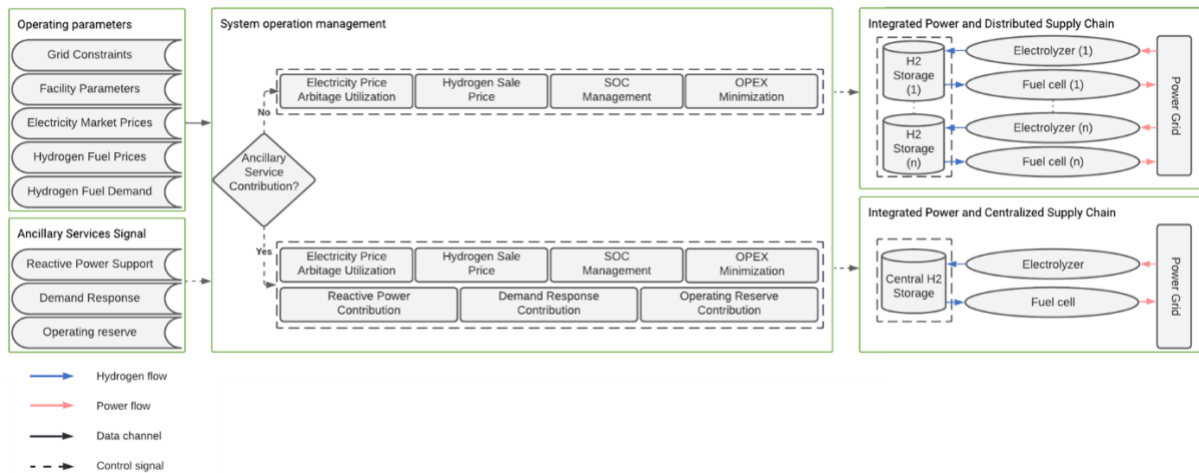 Operating parameters
Grid Constraints
Facility Parameters
Electricity Market Prices
Hydrogen Fuel Prices
Hydrogen Fuel Demand
Ancillary Services Signal
Reactive Power Support
Demand Response
Operating reserve
Hydrogen flow
Power flow
Data channel
Control signal
System operation management
Electricity Price
Arbitage Utilization
Hydrogen Sale
Price
SOC
Management
OPEX
Minimization
No
Ancillary
Service
Contribution?
Yes
Electricity Price
Arbitage Utilization
Hydrogen Sale
Price
SOC
Management
OPEX
Minimization
Reactive Power
Contribution
Demand Response
Contribution
Operating Reserve
Contribution
Integrated Power and Distributed Supply Chain
H2
Storage
(1)
Electrolyzer (1)
Fuel cell (1)
H2
Storage
(n)
Electrolyzer (n)
Fuel cell (n)
Power Grid
Integrated Power and Centralized Supply Chain
Central H2
Storage
Electrolyzer
Fuel cell
Power Grid